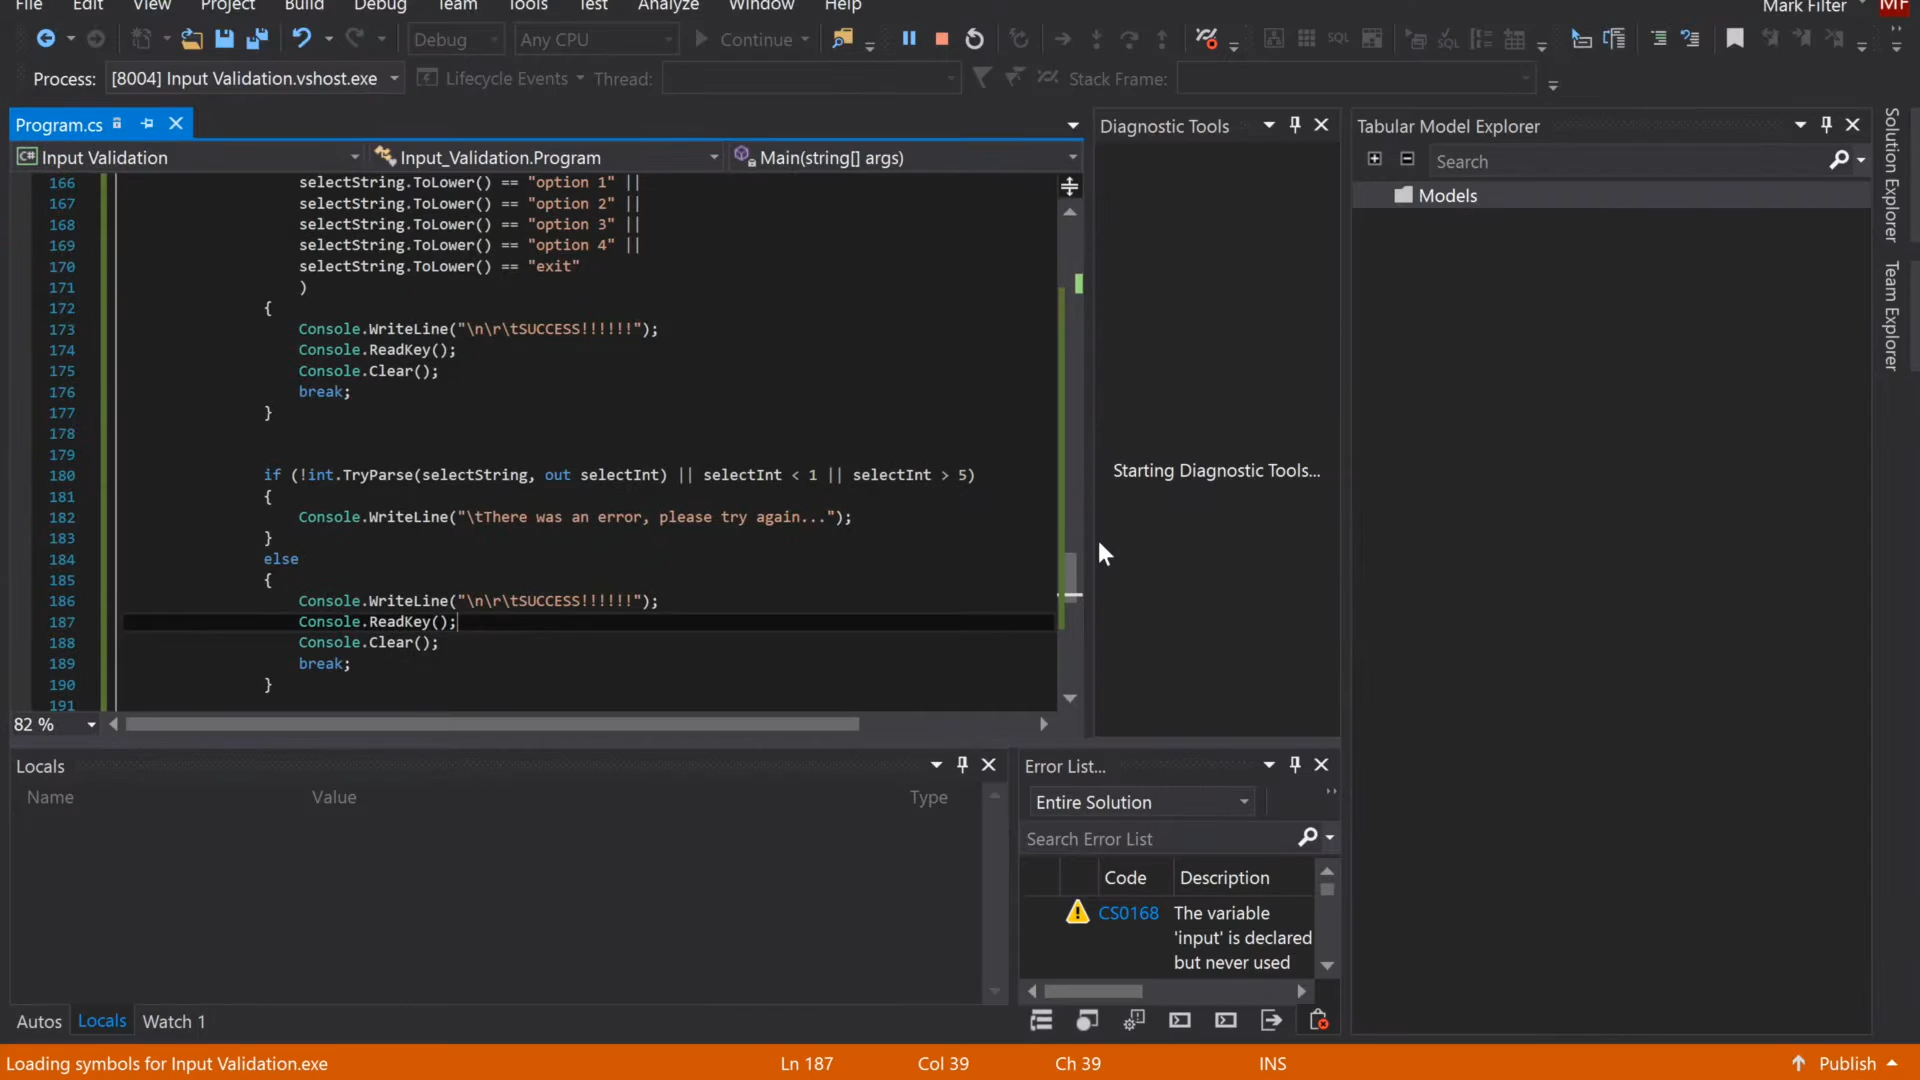 File Edit View Project Build Debug Team Tools Test Analyze Window Help Mark Filter MF
Debug Any CPU Continue SQL
Process: [8004] Input Validation.vshost.exe Lifecycle Events Thread: Stack Frame:
Program.cs
Input Validation Input_Validation.Program Main(string[] args)
166 selectString.ToLower() == "option 1" ||
167 selectString.ToLower() == "option 2" ||
168 selectString.ToLower() == "option 3" ||
169 selectString.ToLower() == "option 4" ||
170 selectString.ToLower() == "exit"
171 )
172 {
173 Console.WriteLine("\n\r\tSUCCESS!!!!!!");
174 Console.ReadKey();
175 Console.Clear();
176 break;
177 }
178
179
180 if (!int.TryParse(selectString, out selectInt) || selectInt < 1 || selectInt > 5)
181 {
182 Console.WriteLine("\tThere was an error, please try again...");
183 }
184 else
185 {
186 Console.WriteLine("\n\r\tSUCCESS!!!!!!");
187 Console.ReadKey();
188 Console.Clear();
189 break;
190 }
191
82 %
Diagnostic Tools
Starting Diagnostic Tools...
Tabular Model Explorer
Search
Models
Solution Explorer
Team Explorer
Locals
Name Value Type
Autos Locals Watch 1
Error List...
Entire Solution
Search Error List
Code Description
CS0168 The variable
'input' is declared
but never used
Loading symbols for Input Validation.exe Ln 187 Col 39 Ch 39 INS Publish